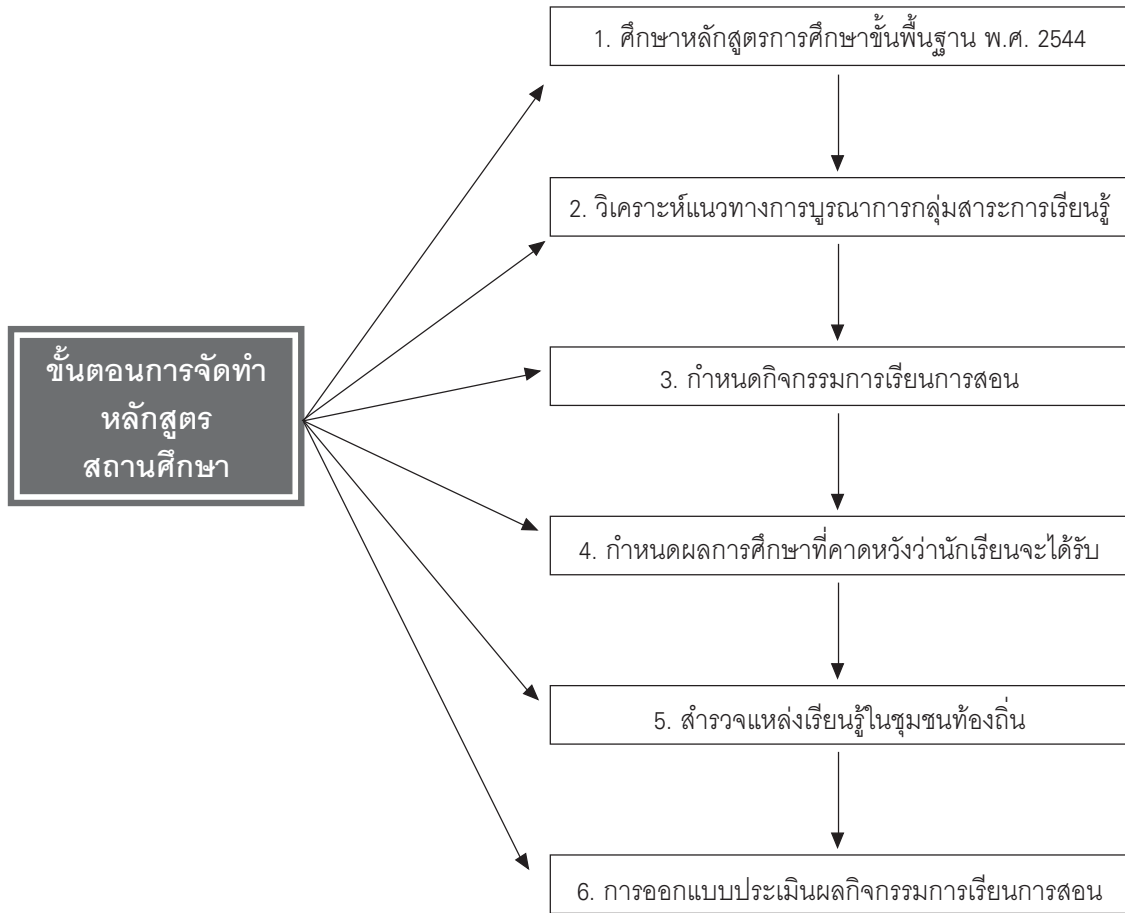 1. ศึกษาหลักสูตรการศึกษาขั้นพื้นฐาน พ.ศ. 2544
2. วิเคราะห์แนวทางการบูรณาการกลุ่มสาระการเรียนรู้
ขั้นตอนการจัดทำ
หลักสูตร
สถานศึกษา
3. กำหนดกิจกรรมการเรียนการสอน
4. กำหนดผลการศึกษาที่คาดหวังว่านักเรียนจะได้รับ
5. สำรวจแหล่งเรียนรู้ในชุมชนท้องถิ่น
6. การออกแบบประเมินผลกิจกรรมการเรียนการสอน